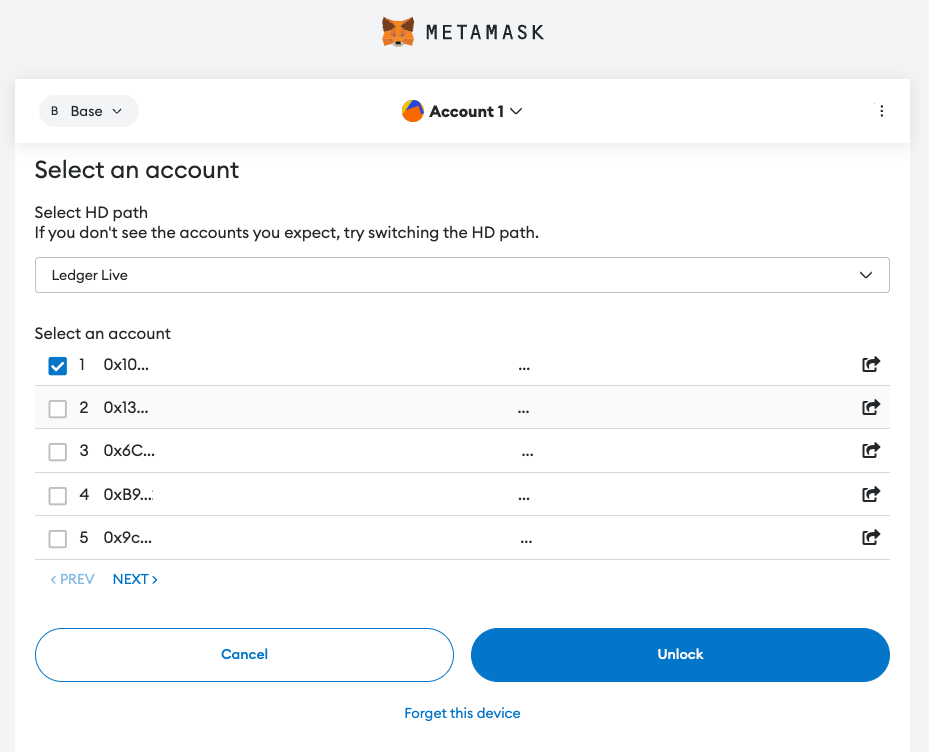 METAMASK
B Base Account 1
Select an account
Select HD path
If you don't see the accounts you expect, try switching the HD path.
Ledger Live
Select an account
1 0x10... ...
2 0x13... ...
3 0x6C... ...
4 0xB9... ...
5 0x9c... ...
< PREV NEXT >
Cancel Unlock
Forget this device